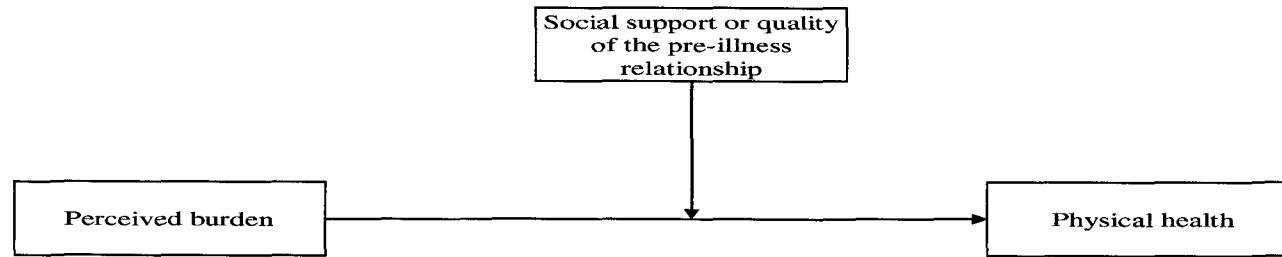 Social support or quality
of the pre-illness
relationship
Perceived burden
Physical health